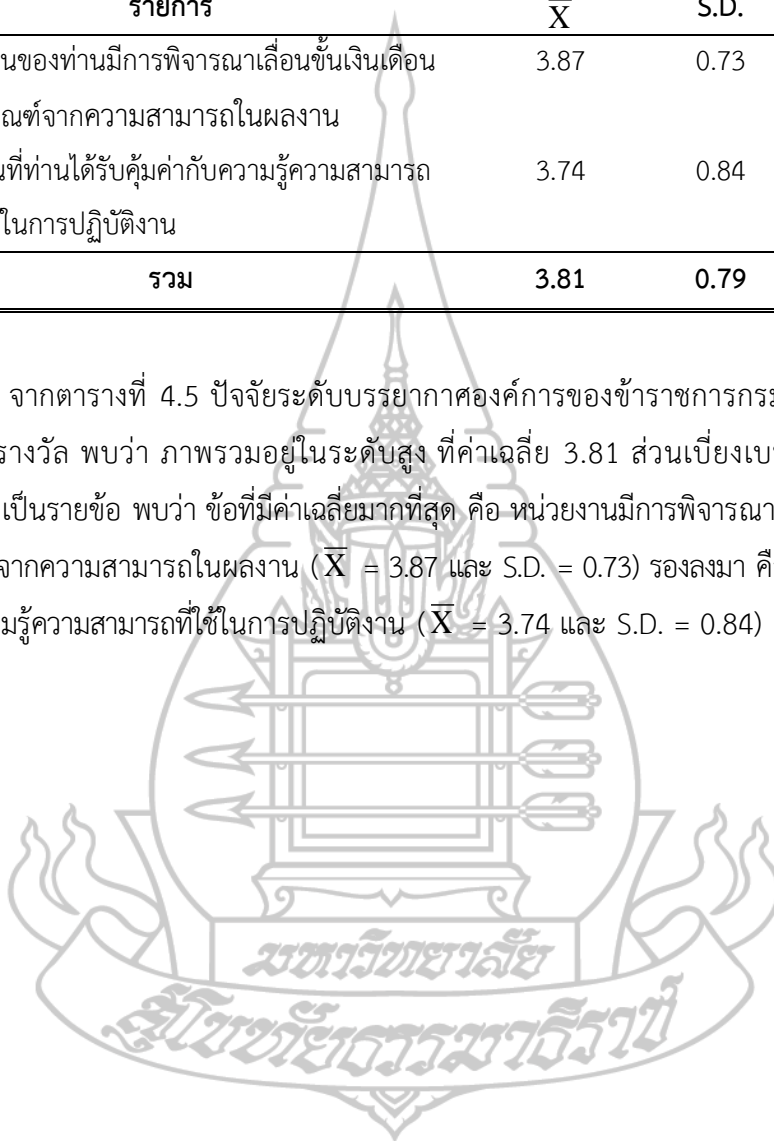 รายการ X̅ S.D.
นของท่านมีการพิจารณาเลื่อนขั้นเงินเดือน 3.87 0.73
ณฑ์จากความสามารถในผลงาน
นที่ท่านได้รับคุ้มค่ากับความรู้ความสามารถ 3.74 0.84
ในการปฏิบัติงาน
รวม 3.81 0.79
จากตารางที่ 4.5 ปัจจัยระดับบรรยากาศองค์การของข้าราชการกรม
รางวัล พบว่า ภาพรวมอยู่ในระดับสูง ที่ค่าเฉลี่ย 3.81 ส่วนเบี่ยงเบ
เป็นรายข้อ พบว่า ข้อที่มีค่าเฉลี่ยมากที่สุด คือ หน่วยงานมีการพิจารณา
จากความสามารถในผลงาน (X̅ = 3.87 และ S.D. = 0.73) รองลงมา คื
มรู้ความสามารถที่ใช้ในการปฏิบัติงาน (X̅ = 3.74 และ S.D. = 0.84)
มหาวิทยาลัย
สุโขทัยธรรมาธิราช